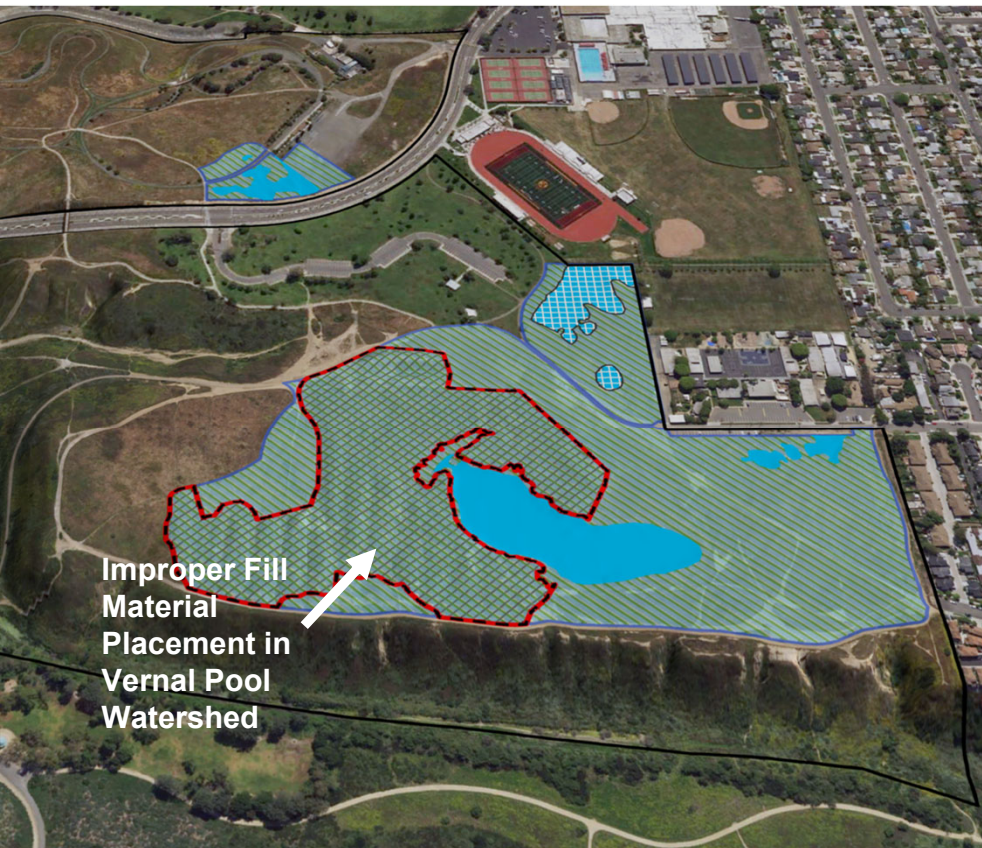 Improper Fill
Material
Placement in
Vernal Pool
Watershed